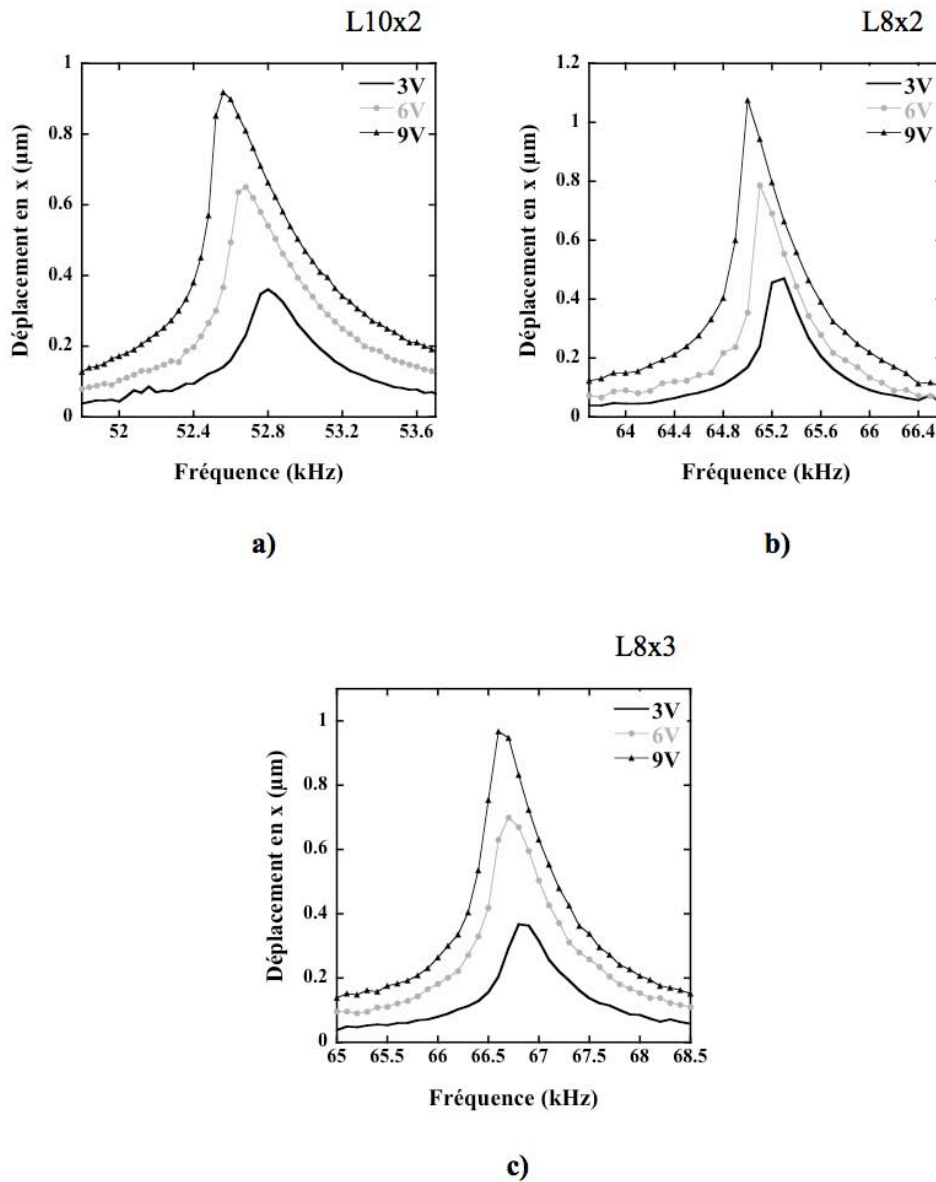 L10x2
1
0.8
0.6
0.4
0.2
0
52 52.4 52.8 53.2 53.6
Déplacement en x (μm)
Fréquence (kHz)
3V
6V
9V
a)
L8x2
1.2
1
0.8
0.6
0.4
0.2
0
64 64.4 64.8 65.2 65.6 66 66.4
Déplacement en x (μm)
Fréquence (kHz)
3V
6V
9V
b)
L8x3
1
0.8
0.6
0.4
0.2
0
65 65.5 66 66.5 67 67.5 68 68.5
Déplacement en x (μm)
Fréquence (kHz)
3V
6V
9V
c)